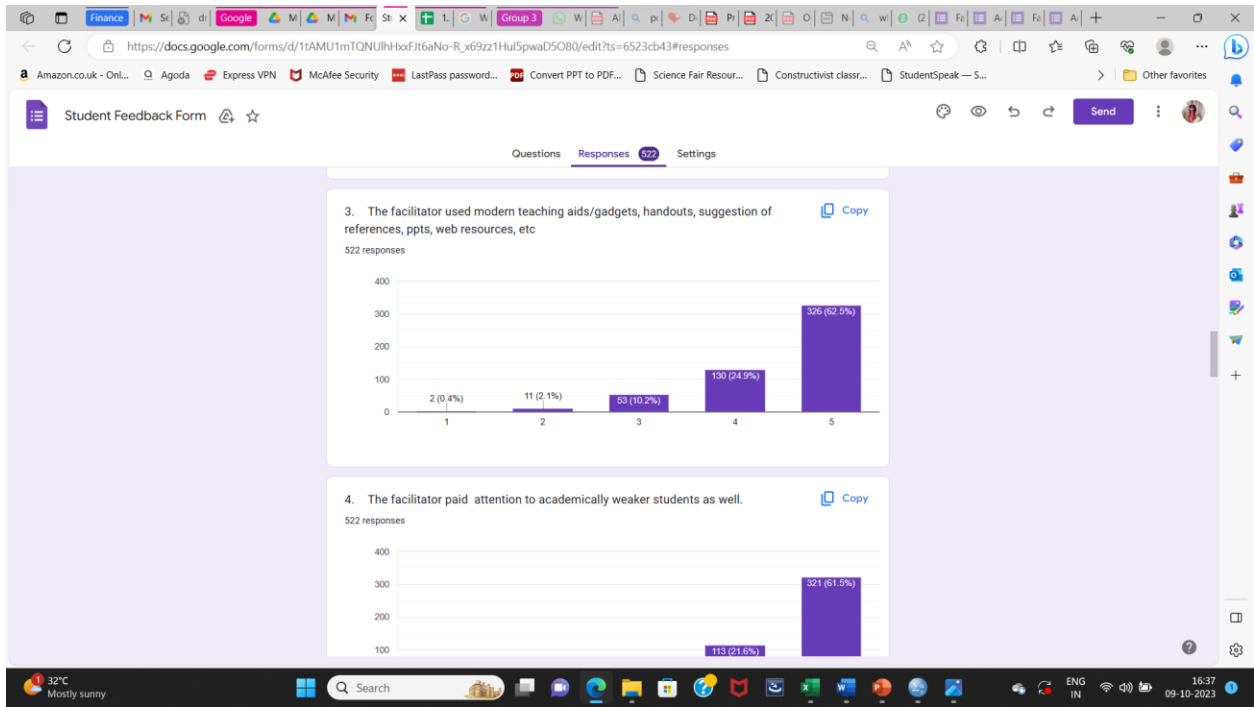 Finance
Google
Group 3
https://docs.google.com/forms/d/1tAMU1mTQNUlhHxxFJt6aNo-R_x69zz1HuI5pwaD5O80/edit?ts=6523cb43#responses
Amazon.co.uk - Onl... Agoda Express VPN McAfee Security LastPass password... Convert PPT to PDF... Science Fair Resour... Constructivist classr... StudentSpeak — S... Other favorites
Student Feedback Form
Send
Questions Responses 522 Settings
3. The facilitator used modern teaching aids/gadgets, handouts, suggestion of
references, ppts, web resources, etc
Copy
522 responses
400
300
200
100
0
2 (0.4%)
11 (2.1%)
53 (10.2%)
130 (24.9%)
326 (62.5%)
1 2 3 4 5
4. The facilitator paid attention to academically weaker students as well.
Copy
522 responses
400
300
200
100
113 (21.6%)
321 (61.5%)
1
32°C
Mostly sunny
Search
ENG
IN
16:37
09-10-2023
1